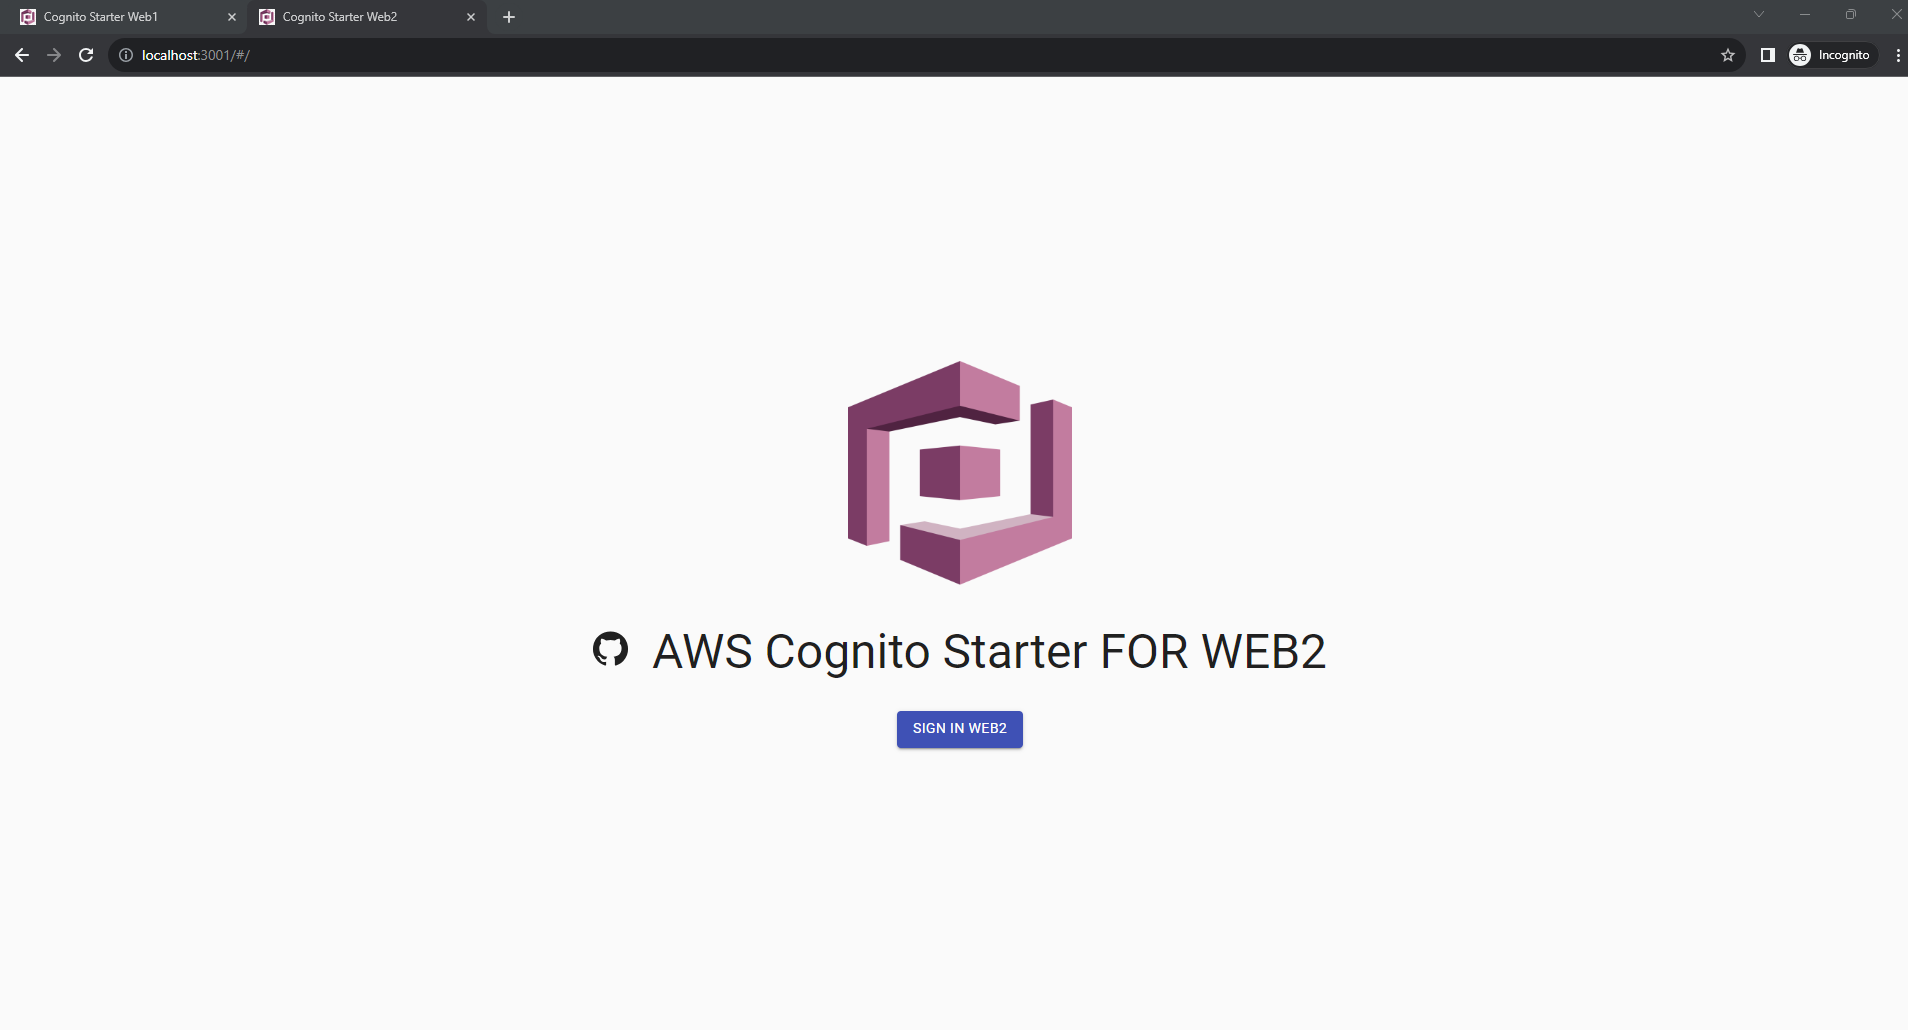 Cognito Starter Web1
Cognito Starter Web2
localhost:3001/#/
Incognito
AWS Cognito Starter FOR WEB2
SIGN IN WEB2